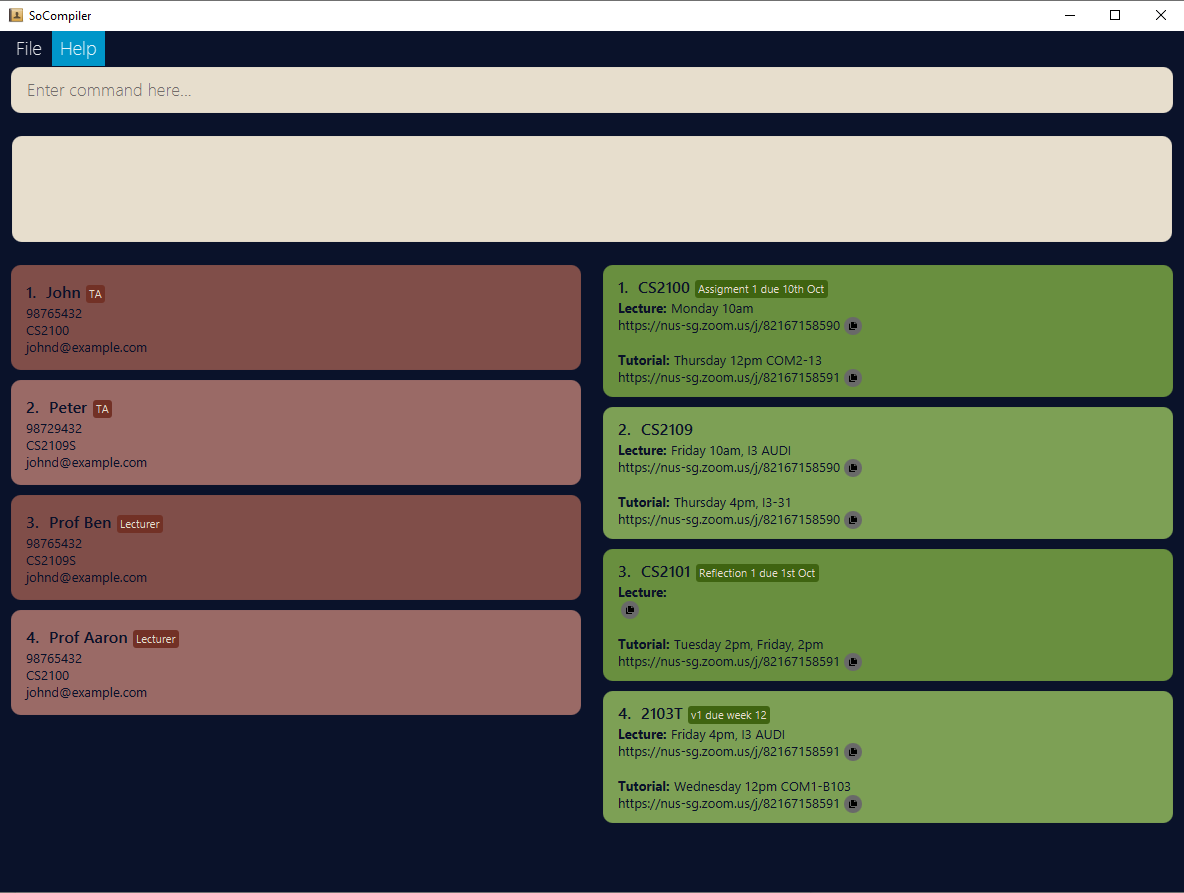 SoCompiler
File Help
Enter command here...
1. John TA
98765432
CS2100
johnd@example.com
2. Peter TA
98729432
CS2109S
johnd@example.com
3. Prof Ben Lecturer
98765432
CS2109S
johnd@example.com
4. Prof Aaron Lecturer
98765432
CS2100
johnd@example.com
1. CS2100 Assigment 1 due 10th Oct
Lecture: Monday 10am
https://nus-sg.zoom.us/j/82167158590
Tutorial: Thursday 12pm COM2-13
https://nus-sg.zoom.us/j/82167158591
2. CS2109
Lecture: Friday 10am, I3 AUDI
https://nus-sg.zoom.us/j/82167158590
Tutorial: Thursday 4pm, I3-31
https://nus-sg.zoom.us/j/82167158590
3. CS2101 Reflection 1 due 1st Oct
Lecture:
Tutorial: Tuesday 2pm, Friday, 2pm
https://nus-sg.zoom.us/j/82167158591
4. 2103T v1 due week 12
Lecture: Friday 4pm, I3 AUDI
https://nus-sg.zoom.us/j/82167158591
Tutorial: Wednesday 12pm COM1-B103
https://nus-sg.zoom.us/j/82167158591